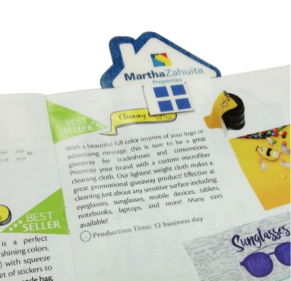 MarthaZahuita
Properties
BEST
SELLER
Cleaning
With a beautiful full color imprint of your logo or
advertising message, this is sure to be a great
giveaway for tradeshows and conventions
Promote your brand with a custom microfiber
cleaning cloth. Our lightest weight cloth makes a
great promotional giveaway product! Effective at
cleaning just about any sensitive surface including
eyeglasses, sunglasses, mobile devices, tablets,
notebooks, laptops, and more! Many sizes
available!
Production Time: 12 business day
BEST
SELLER
is a perfect
shining colors.
) with squeeze
et of stickers to
Sunglasses